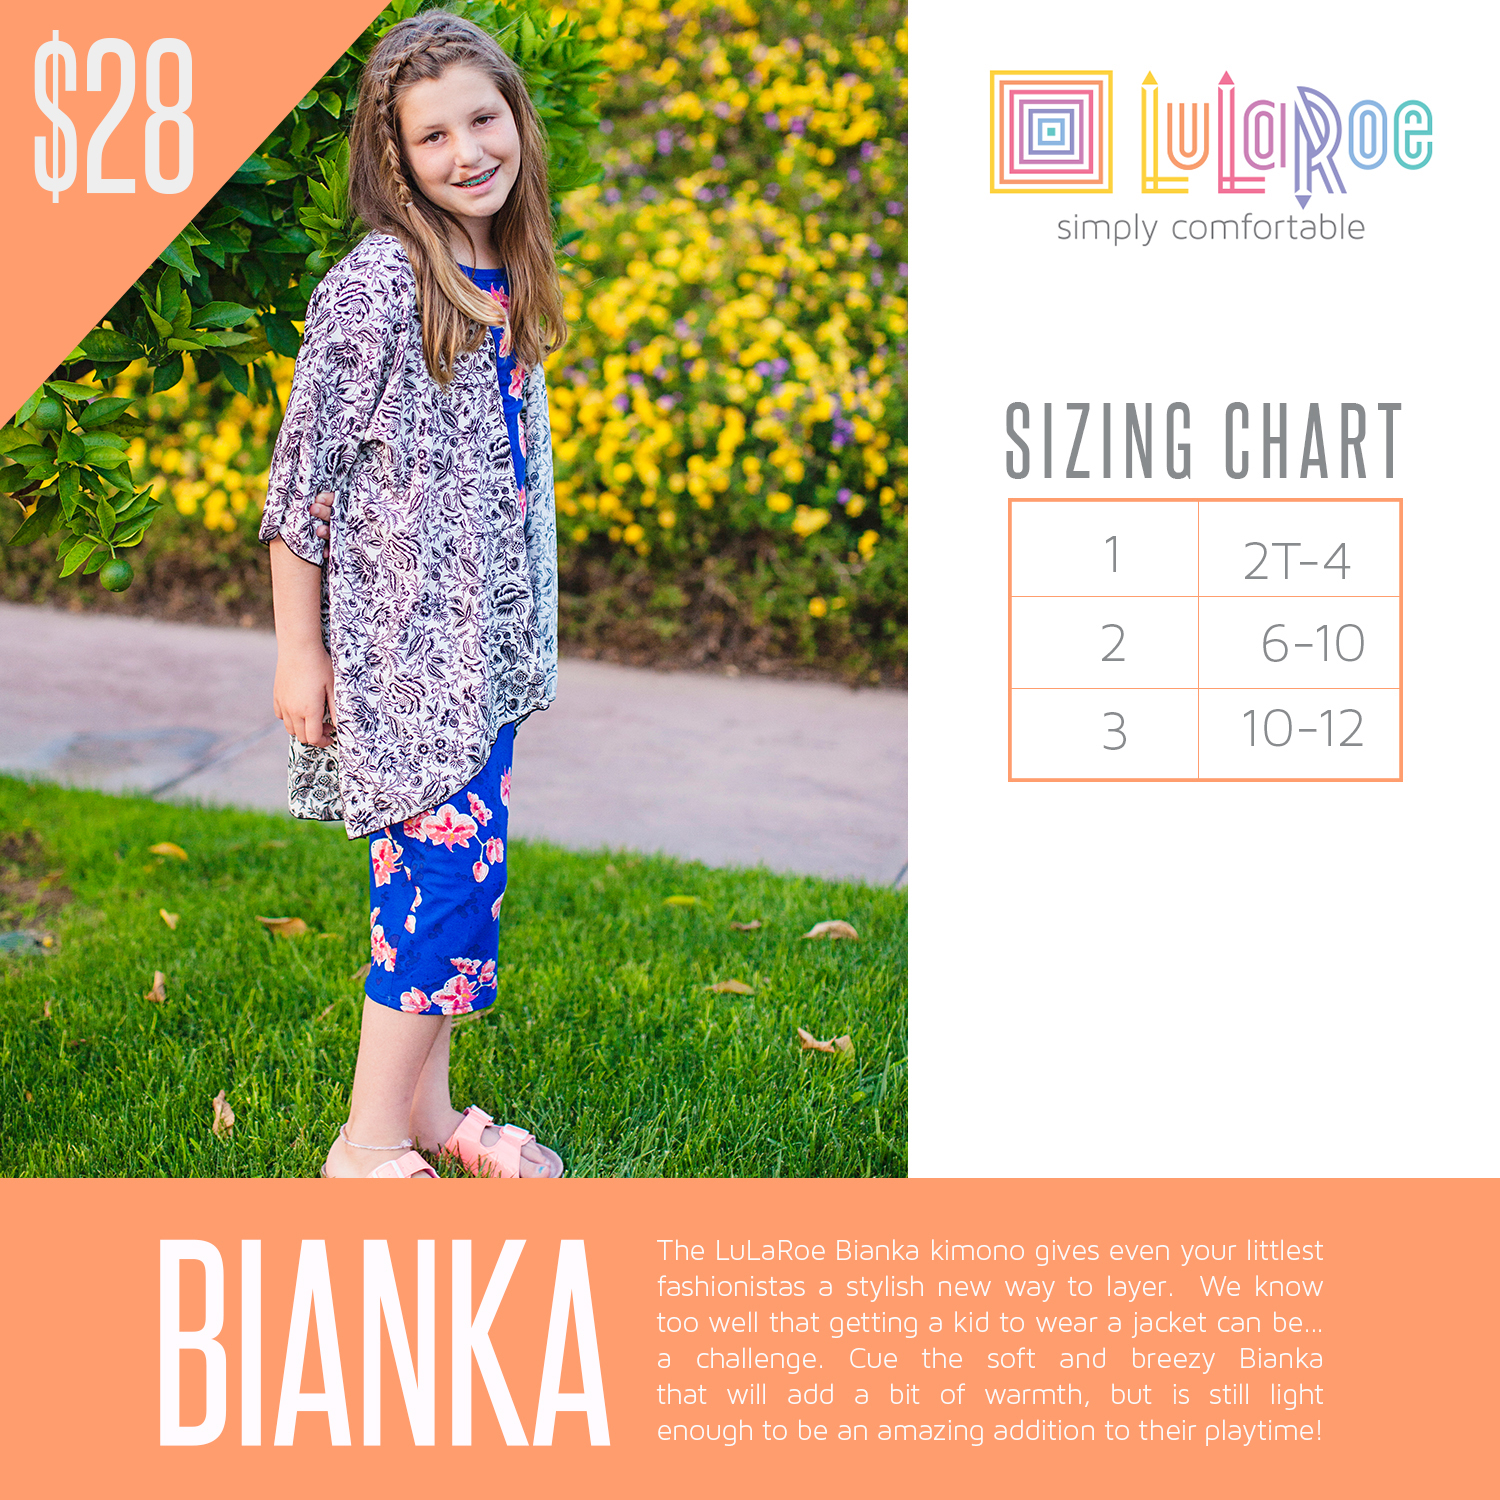 $28
LuLaRoe
simply comfortable
SIZING CHART
1 2T-4
2 6-10
3 10-12
BIANKA
The LuLaRoe Bianka kimono gives even your littlest
fashionistas a stylish new way to layer. We know
too well that getting a kid to wear a jacket can be...
a challenge. Cue the soft and breezy Bianka
that will add a bit of warmth, but is still light
enough to be an amazing addition to their playtime!